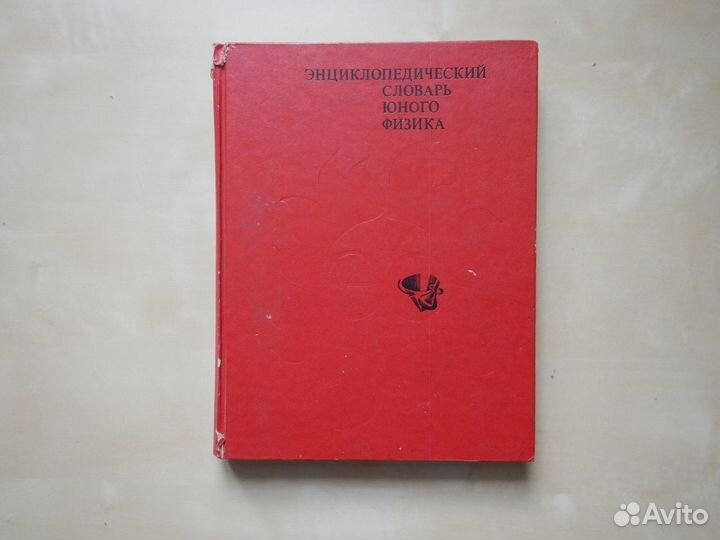 ЭНЦИКЛОПЕДИЧЕСКИЙ
СЛОВАРЬ
ЮНОГО
ФИЗИКА
Avito